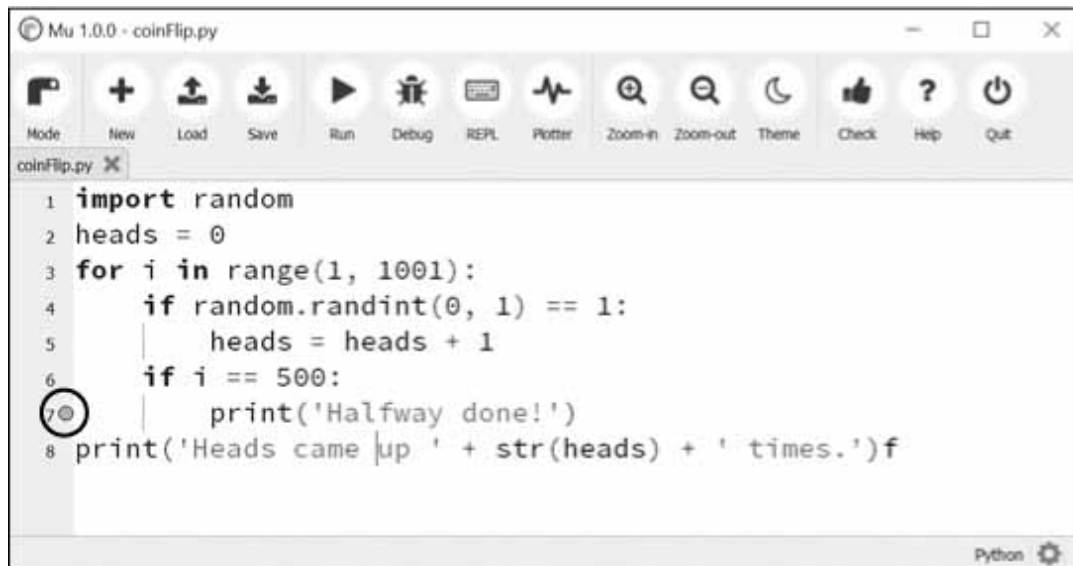 Mu 1.0.0 - coinFlip.py
Mode New Load Save Run Debug REPL Plotter Zoom-in Zoom-out Theme Check Help Quit
coinFlip.py
1 import random
2 heads = 0
3 for i in range(1, 1001):
4     if random.randint(0, 1) == 1:
5         heads = heads + 1
6     if i == 500:
7         print('Halfway done!')
8 print('Heads came up ' + str(heads) + ' times.')f
Python